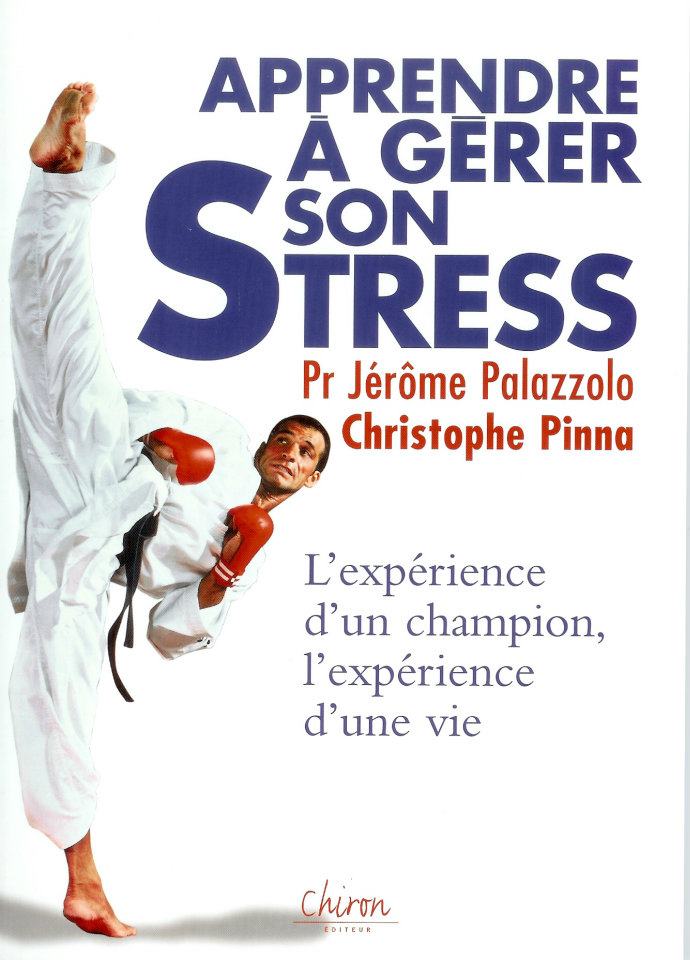 APPRENDRE
À GÉRER
SON
STRESS
Pr Jérôme Palazzolo
Christophe Pinna
L'expérience
d'un champion,
l'expérience
d'une vie
Chiron
ÉDITEUR